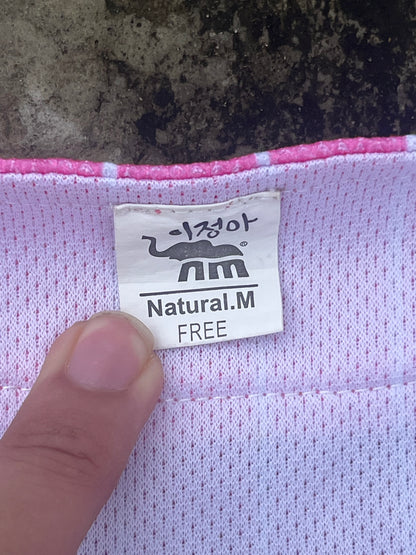 이정아
nm®
Natural.M
FREE